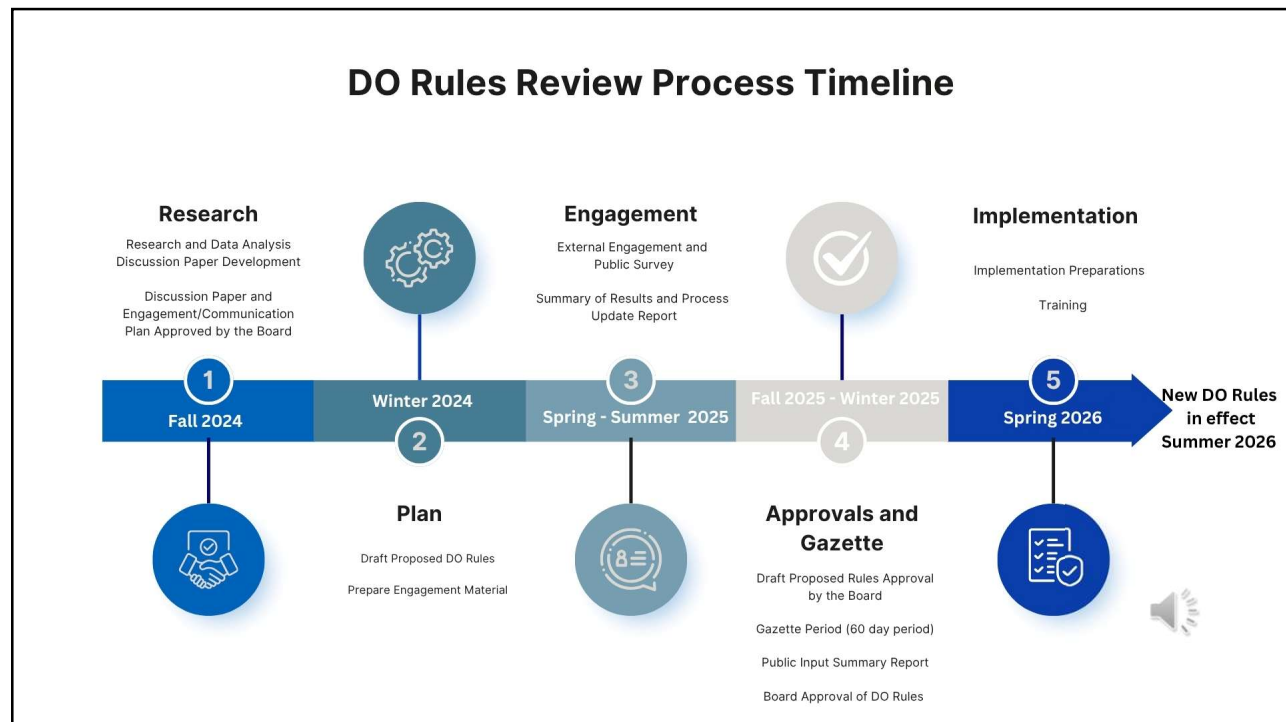 DO Rules Review Process Timeline
Research
Research and Data Analysis
Discussion Paper Development
Discussion Paper and
Engagement/Communication
Plan Approved by the Board
1
Fall 2024
Winter 2024
2
Plan
Draft Proposed DO Rules
Prepare Engagement Material
Engagement
External Engagement and
Public Survey
Summary of Results and Process
Update Report
3
Spring - Summer 2025
Fall 2025 - Winter 2025
4
Approvals and
Gazette
Draft Proposed Rules Approval
by the Board
Gazette Period (60 day period)
Public Input Summary Report
Board Approval of DO Rules
Implementation
Implementation Preparations
Training
5
Spring 2026
New DO Rules
in effect
Summer 2026